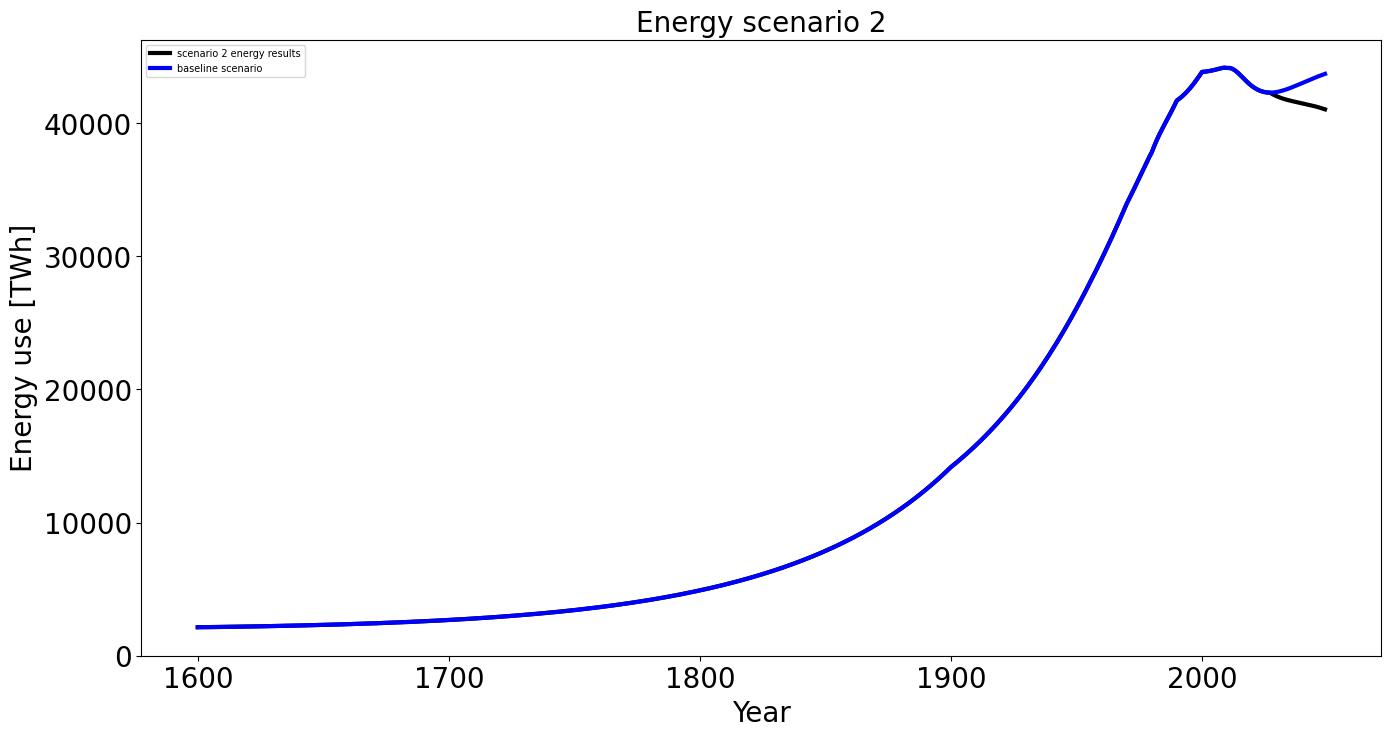 Energy scenario 2
scenario 2 energy results
baseline scenario
Energy use [TWh]
40000
30000
20000
10000
0
1600 1700 1800 1900 2000
Year